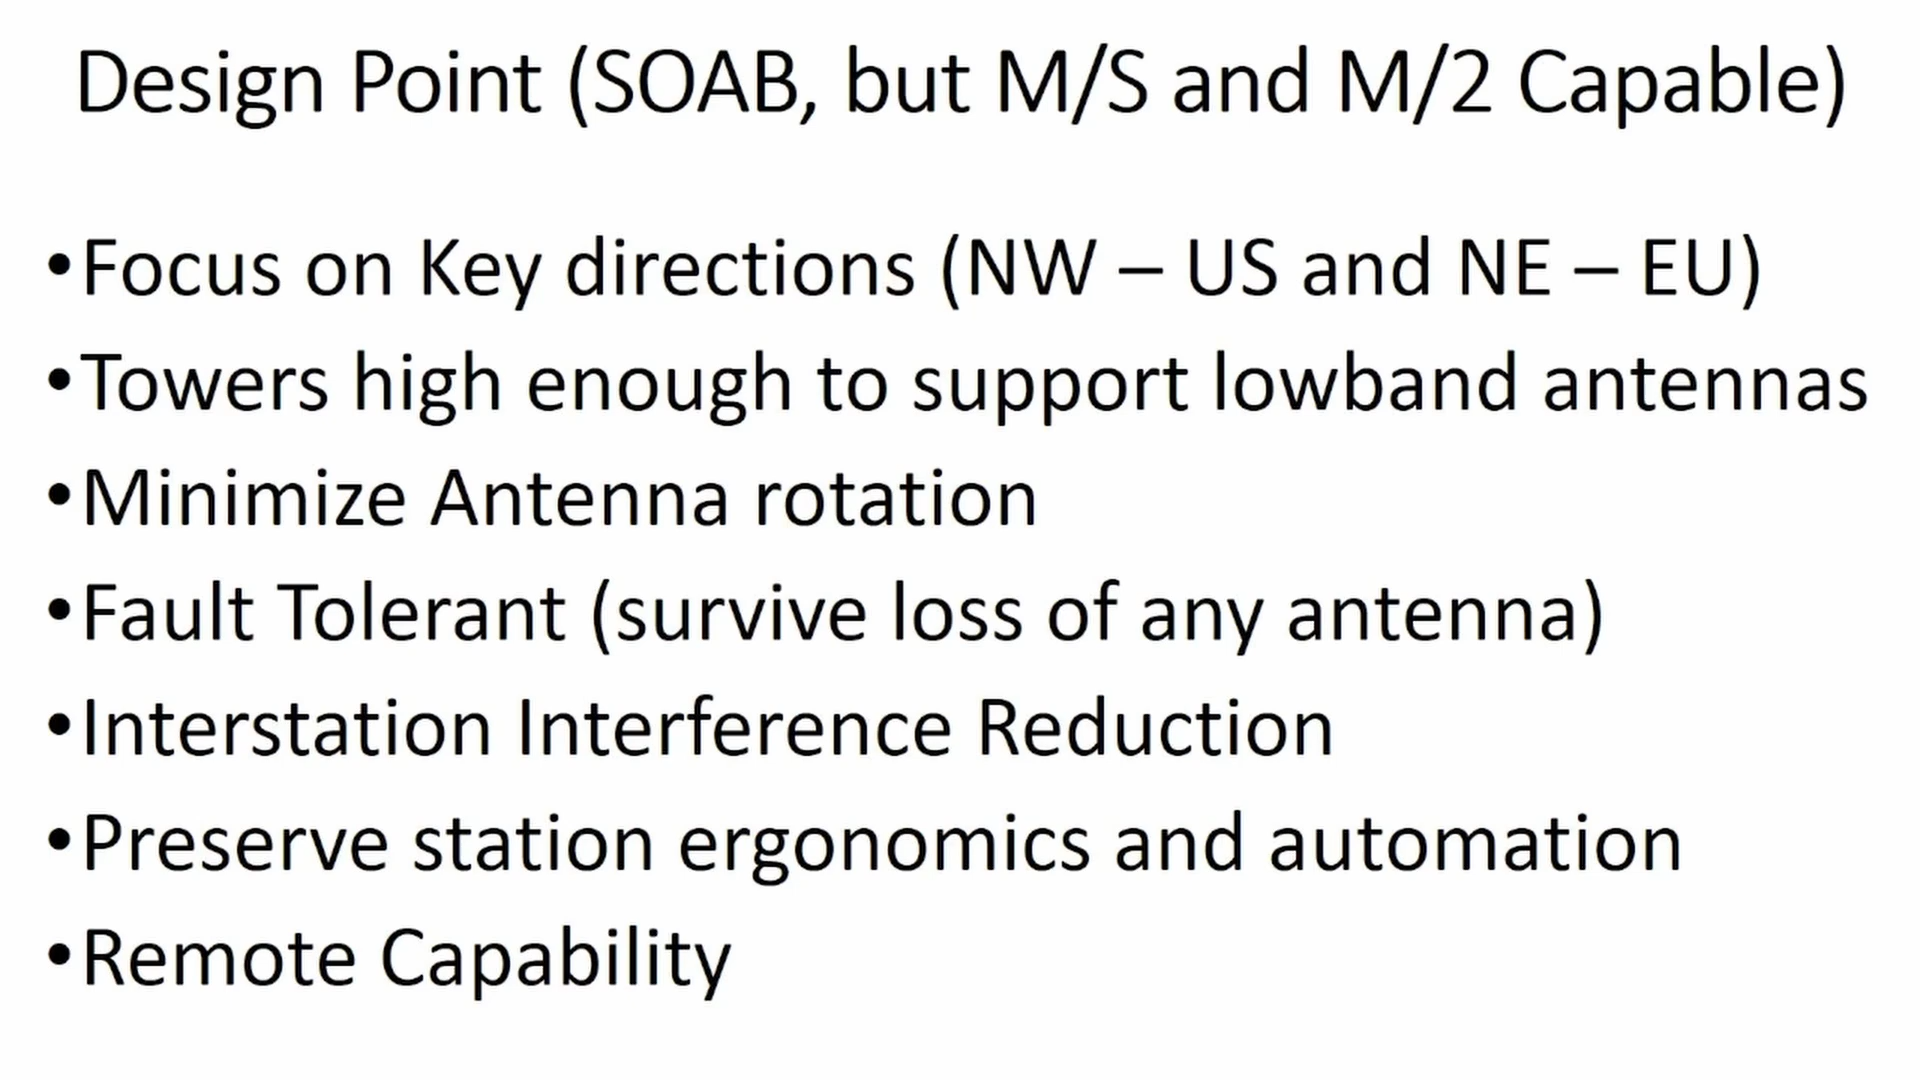 Design Point (SOAB, but M/S and M/2 Capable)
•Focus on Key directions (NW – US and NE – EU)
•Towers high enough to support lowband antennas
•Minimize Antenna rotation
•Fault Tolerant (survive loss of any antenna)
•Interstation Interference Reduction
•Preserve station ergonomics and automation
•Remote Capability